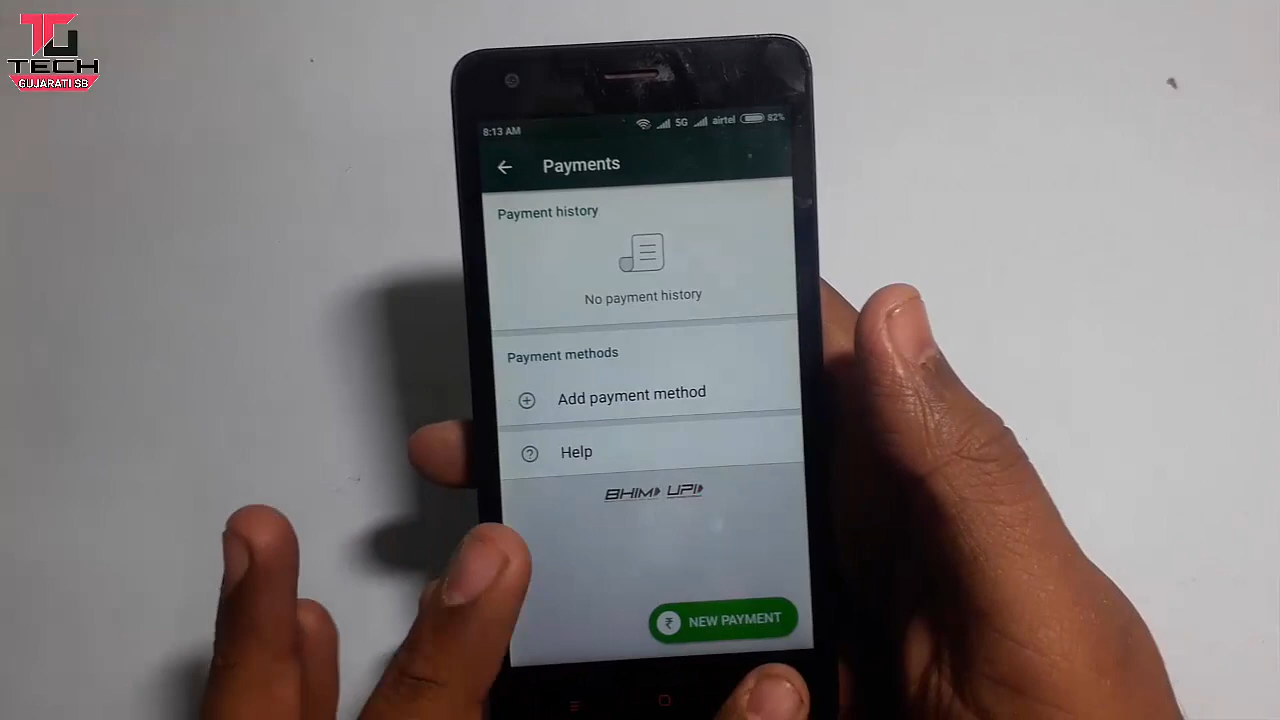 TG
TECH
GUJARATI SB
8:13 AM
5G airtel 82%
Payments
Payment history
No payment history
Payment methods
Add payment method
Help
BHIM UPI
₹ NEW PAYMENT